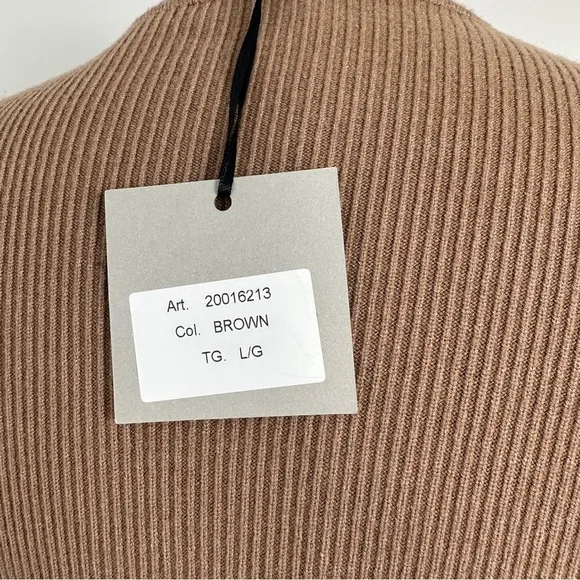 Art. 20016213
Col. BROWN
TG. L/G